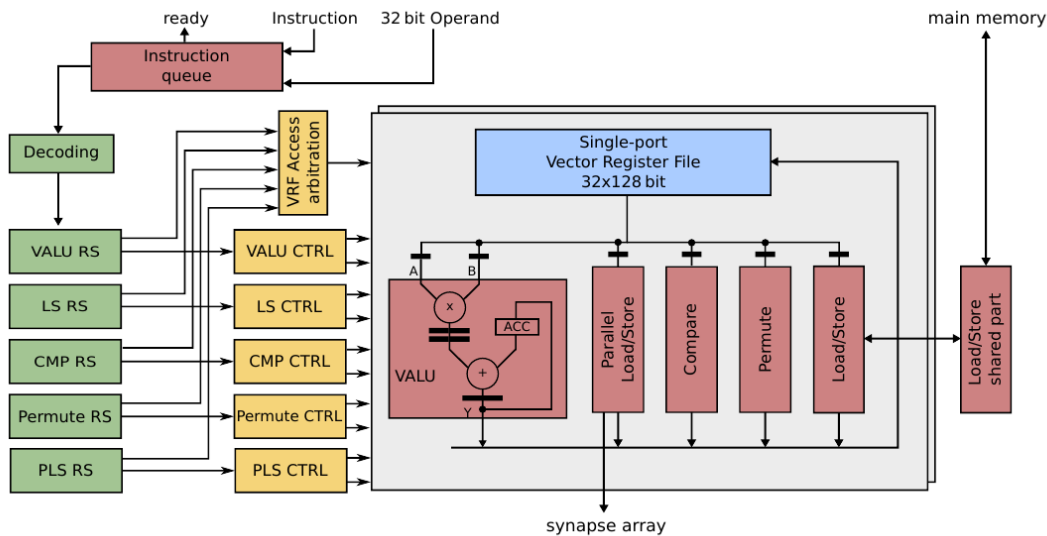 ready
Instruction
32 bit Operand
main memory
Instruction
queue
Decoding
VRF Access
arbitration
Single-port
Vector Register File
32x128 bit
VALU RS
VALU CTRL
LS RS
LS CTRL
CMP RS
CMP CTRL
Permute RS
Permute CTRL
PLS RS
PLS CTRL
A
B
x
ACC
+
VALU
Y
Parallel
Load/Store
Compare
Permute
Load/Store
Load/Store
shared part
synapse array